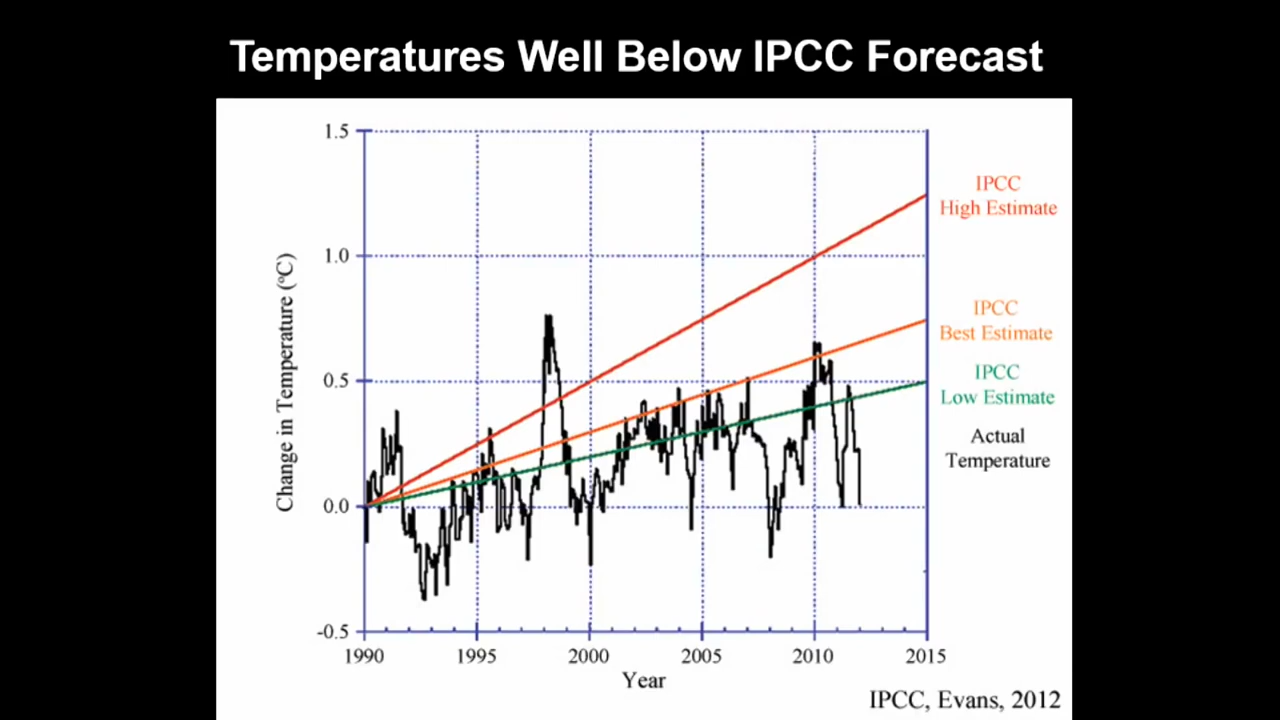 Temperatures Well Below IPCC Forecast
1.5
1.0
0.5
0.0
-0.5
Change in Temperature (°C)
1990
1995
2000
2005
2010
2015
Year
IPCC
High Estimate
IPCC
Best Estimate
IPCC
Low Estimate
Actual
Temperature
IPCC, Evans, 2012